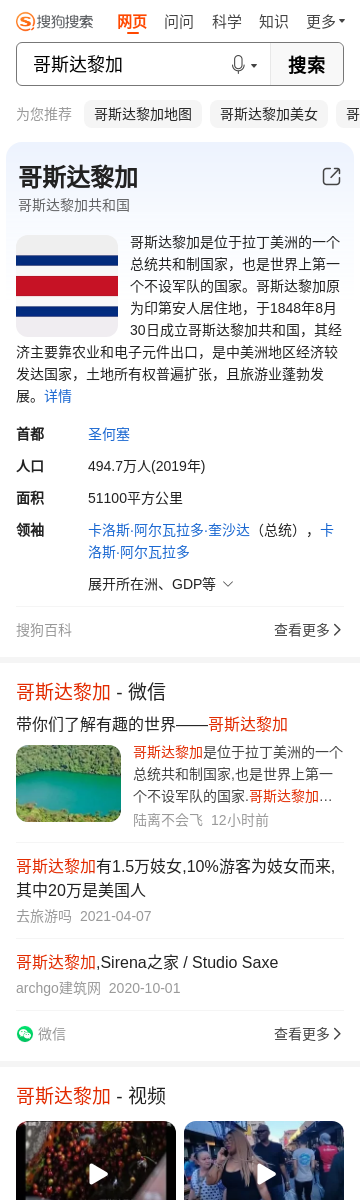 搜狗搜索 网页 问问 科学 知识 更多
哥斯达黎加 搜索
为您推荐 哥斯达黎加地图 哥斯达黎加美女 哥
哥斯达黎加
哥斯达黎加共和国
哥斯达黎加是位于拉丁美洲的一个
总统共和制国家，也是世界上第一
个不设军队的国家。哥斯达黎加原
为印第安人居住地，于1848年8月
30日成立哥斯达黎加共和国，其经
济主要靠农业和电子元件出口，是中美洲地区经济较
发达国家，土地所有权普遍扩张，且旅游业蓬勃发
展。详情
首都 圣何塞
人口 494.7万人(2019年)
面积 51100平方公里
领袖 卡洛斯·阿尔瓦拉多·奎沙达（总统），卡
洛斯·阿尔瓦拉多
展开所在洲、GDP等
搜狗百科 查看更多
哥斯达黎加 - 微信
带你们了解有趣的世界——哥斯达黎加
哥斯达黎加是位于拉丁美洲的一个
总统共和制国家,也是世界上第一
个不设军队的国家.哥斯达黎加…
陆离不会飞 12小时前
哥斯达黎加有1.5万妓女,10%游客为妓女而来,
其中20万是美国人
去旅游吗 2021-04-07
哥斯达黎加,Sirena之家 / Studio Saxe
archgo建筑网 2020-10-01
微信 查看更多
哥斯达黎加 - 视频